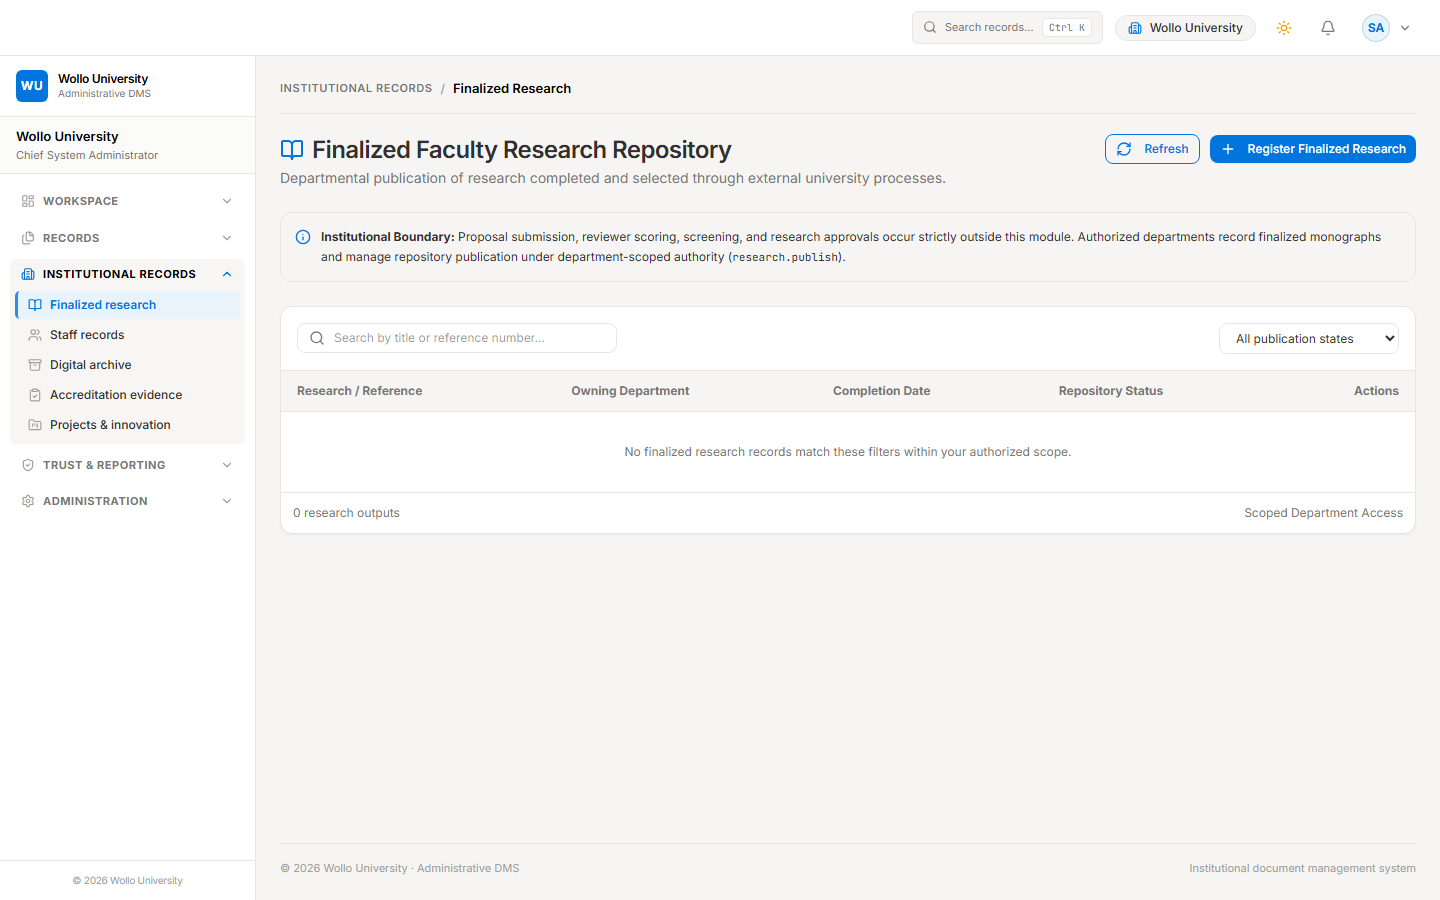 Search records... Ctrl K
Wollo University
SA
WU
Wollo University
Administrative DMS
Wollo University
Chief System Administrator
WORKSPACE
RECORDS
INSTITUTIONAL RECORDS
Finalized research
Staff records
Digital archive
Accreditation evidence
Projects & innovation
TRUST & REPORTING
ADMINISTRATION
© 2026 Wollo University
INSTITUTIONAL RECORDS / Finalized Research
Finalized Faculty Research Repository
Departmental publication of research completed and selected through external university processes.
Refresh
Register Finalized Research
Institutional Boundary: Proposal submission, reviewer scoring, screening, and research approvals occur strictly outside this module. Authorized departments record finalized monographs
and manage repository publication under department-scoped authority (research.publish).
Search by title or reference number...
All publication states
Research / Reference Owning Department Completion Date Repository Status Actions
No finalized research records match these filters within your authorized scope.
0 research outputs Scoped Department Access
© 2026 Wollo University · Administrative DMS Institutional document management system